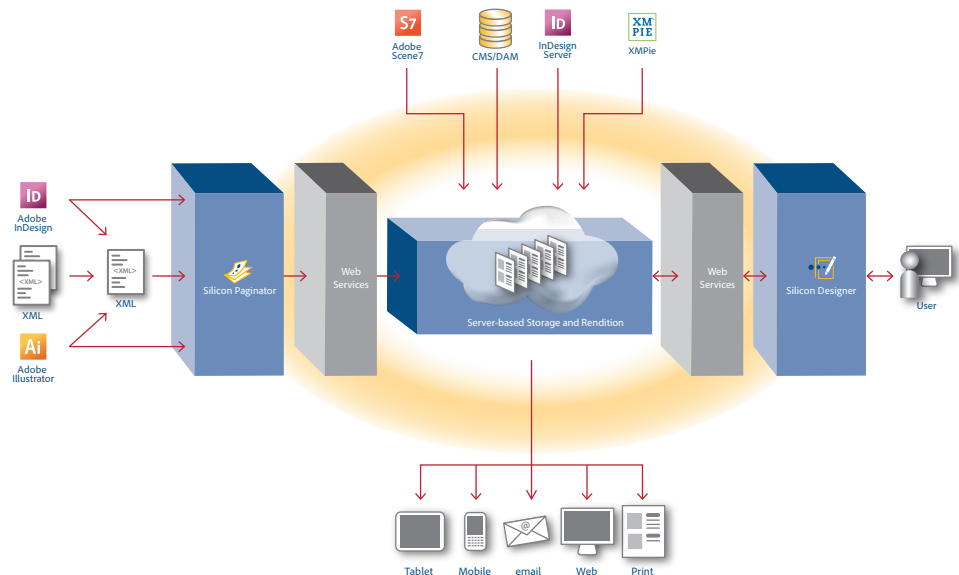 S7
Adobe
Scene7
CMS/DAM
ID
InDesign
Server
XM
PIE
XMPie
ID
Adobe
InDesign
<XML>
XML
<XML>
XML
Ai
Adobe
Illustrator
Silicon Paginator
Web
Services
Server-based Storage and Rendition
Web
Services
Silicon Designer
User
Tablet
Mobile
@
email
Web
Print